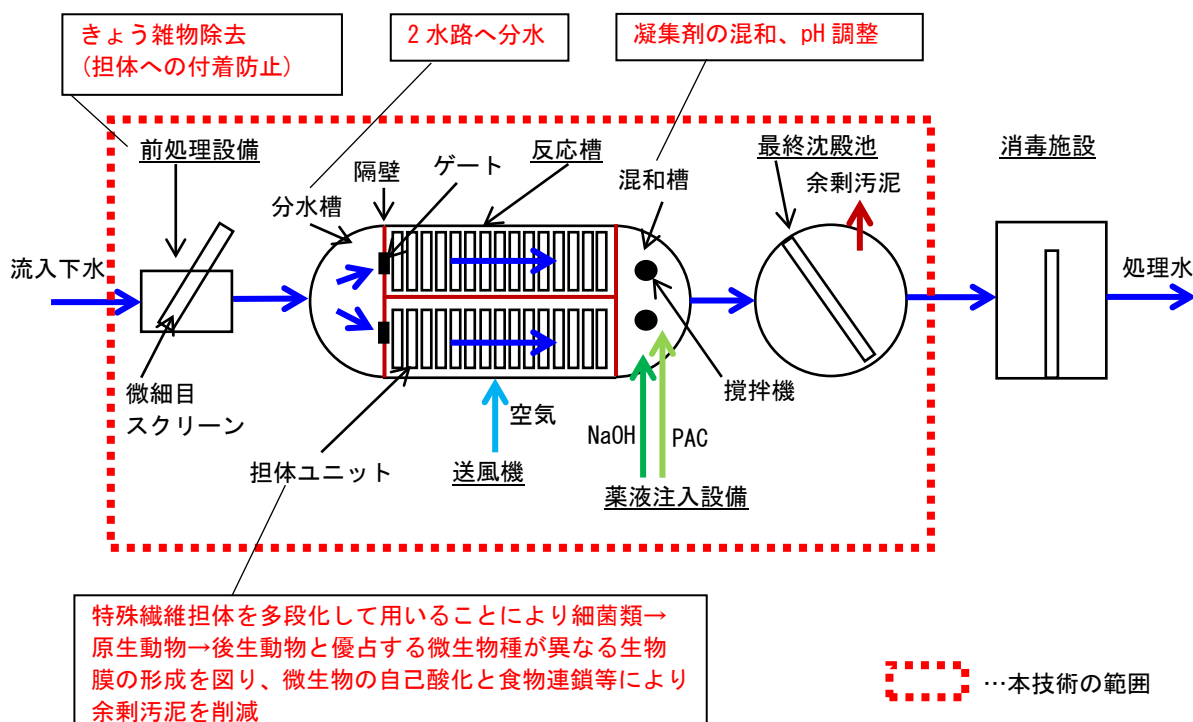 きょう雑物除去
(担体への付着防止)
2 水路へ分水
凝集剤の混和、pH 調整
前処理設備
隔壁
ゲート
反応槽
混和槽
最終沈殿池
余剰汚泥
消毒施設
分水槽
流入下水
処理水
微細目
スクリーン
担体ユニット
空気
送風機
NaOH
PAC
撹拌機
薬液注入設備
特殊繊維担体を多段化して用いることにより細菌類→
原生動物→後生動物と優占する微生物種が異なる生物
膜の形成を図り、微生物の自己酸化と食物連鎖等により
余剰汚泥を削減
…本技術の範囲